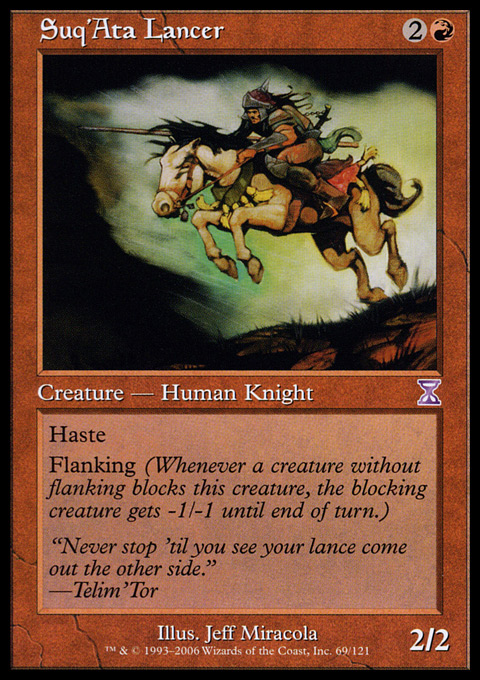 Suq'Ata Lancer 2
Creature — Human Knight
Haste
Flanking (Whenever a creature without
flanking blocks this creature, the blocking
creature gets -1/-1 until end of turn.)
"Never stop 'til you see your lance come
out the other side."
—Telim'Tor
Illus. Jeff Miracola
™ & © 1993–2006 Wizards of the Coast, Inc. 69/121
2/2